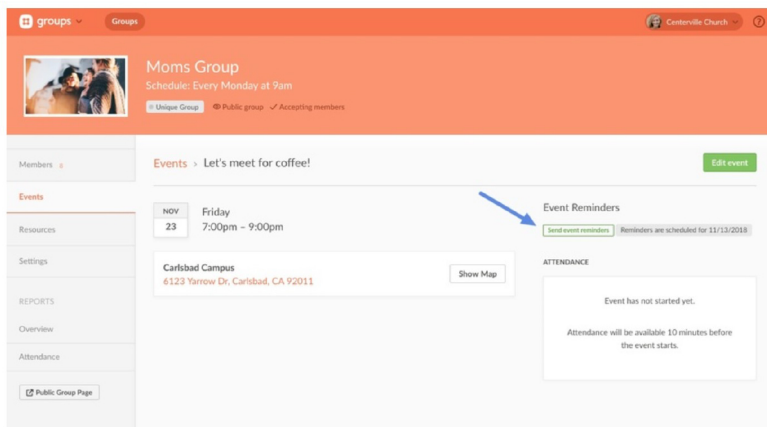 groups
Groups
Centerville Church
?
Moms Group
Schedule: Every Monday at 9am
Unique Group
Public group
Accepting members
Members
Events › Let's meet for coffee!
Edit event
Events
NOV
23
Friday
7:00pm – 9:00pm
Event Reminders
Send event reminders
Reminders are scheduled for 11/13/2018
Resources
Settings
Carlsbad Campus
6123 Yarrow Dr, Carlsbad, CA 92011
Show Map
ATTENDANCE
Event has not started yet.
Attendance will be available 10 minutes before
the event starts.
REPORTS
Overview
Attendance
Public Group Page